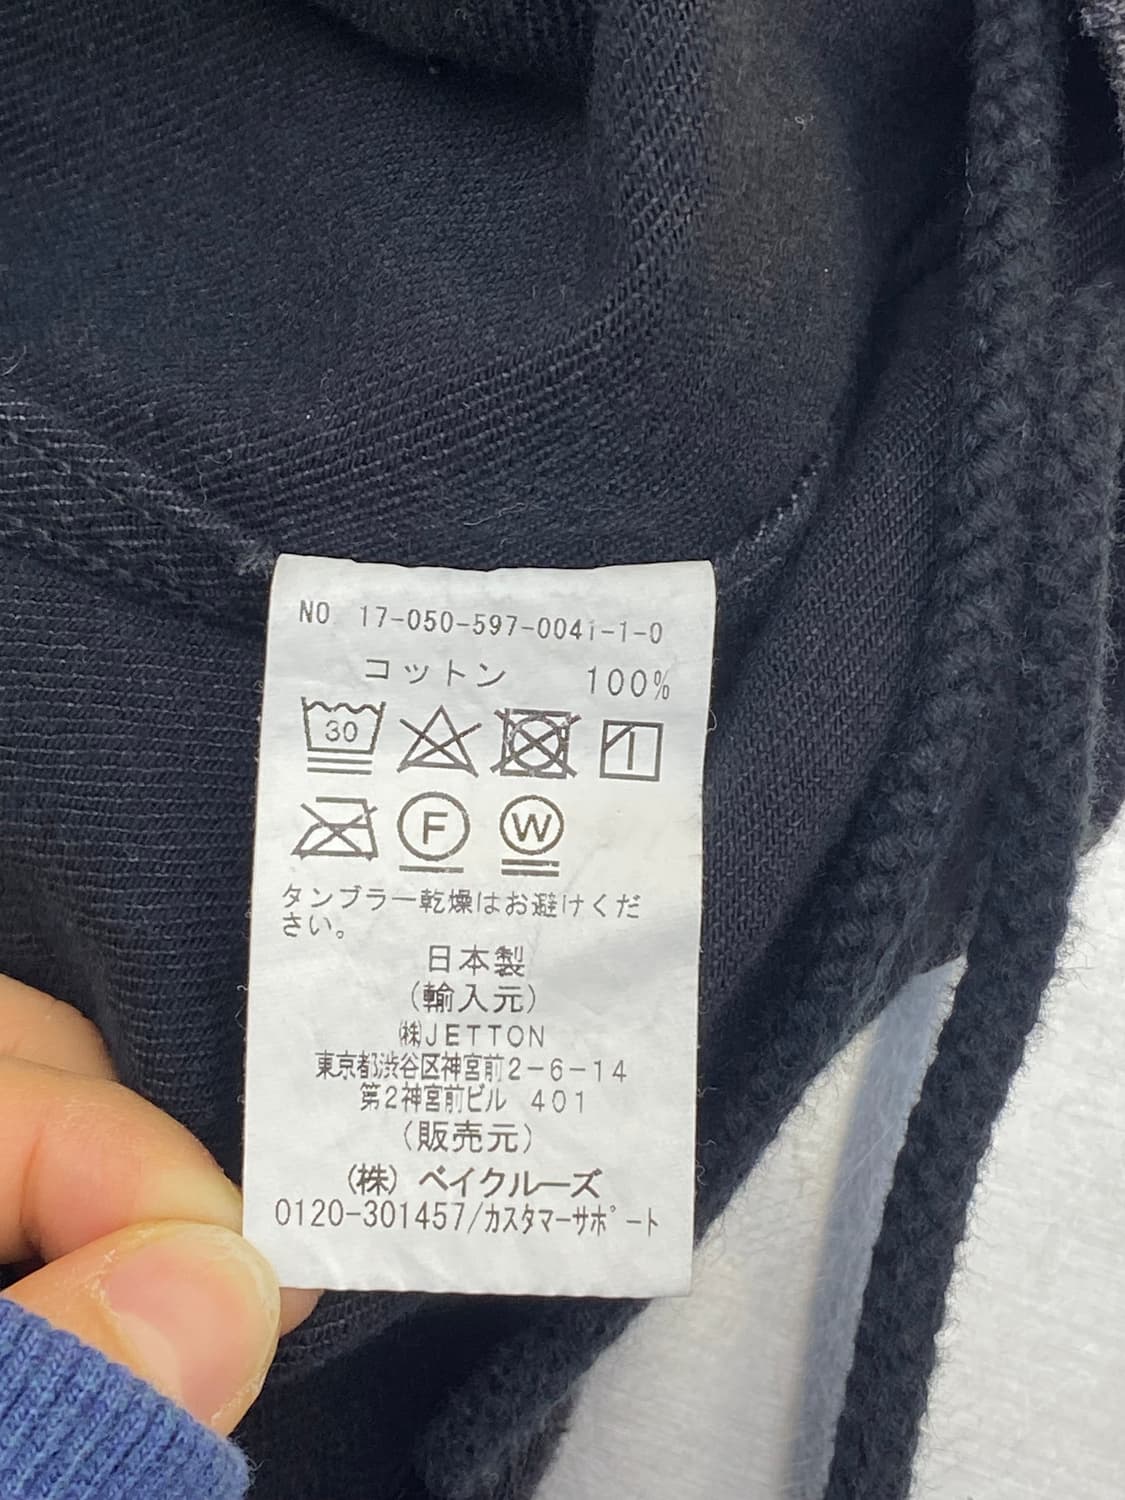 NO 17-050-597-0041-1-0
コットン 100%
30
F W
タンブラー乾燥はお避けくだ
さい。
日本製
(輸入元)
㈱JETTON
東京都渋谷区神宮前2-6-14
第2神宮前ビル 401
(販売元)
(株) ベイクルーズ
0120-301457/カスタマーサポート